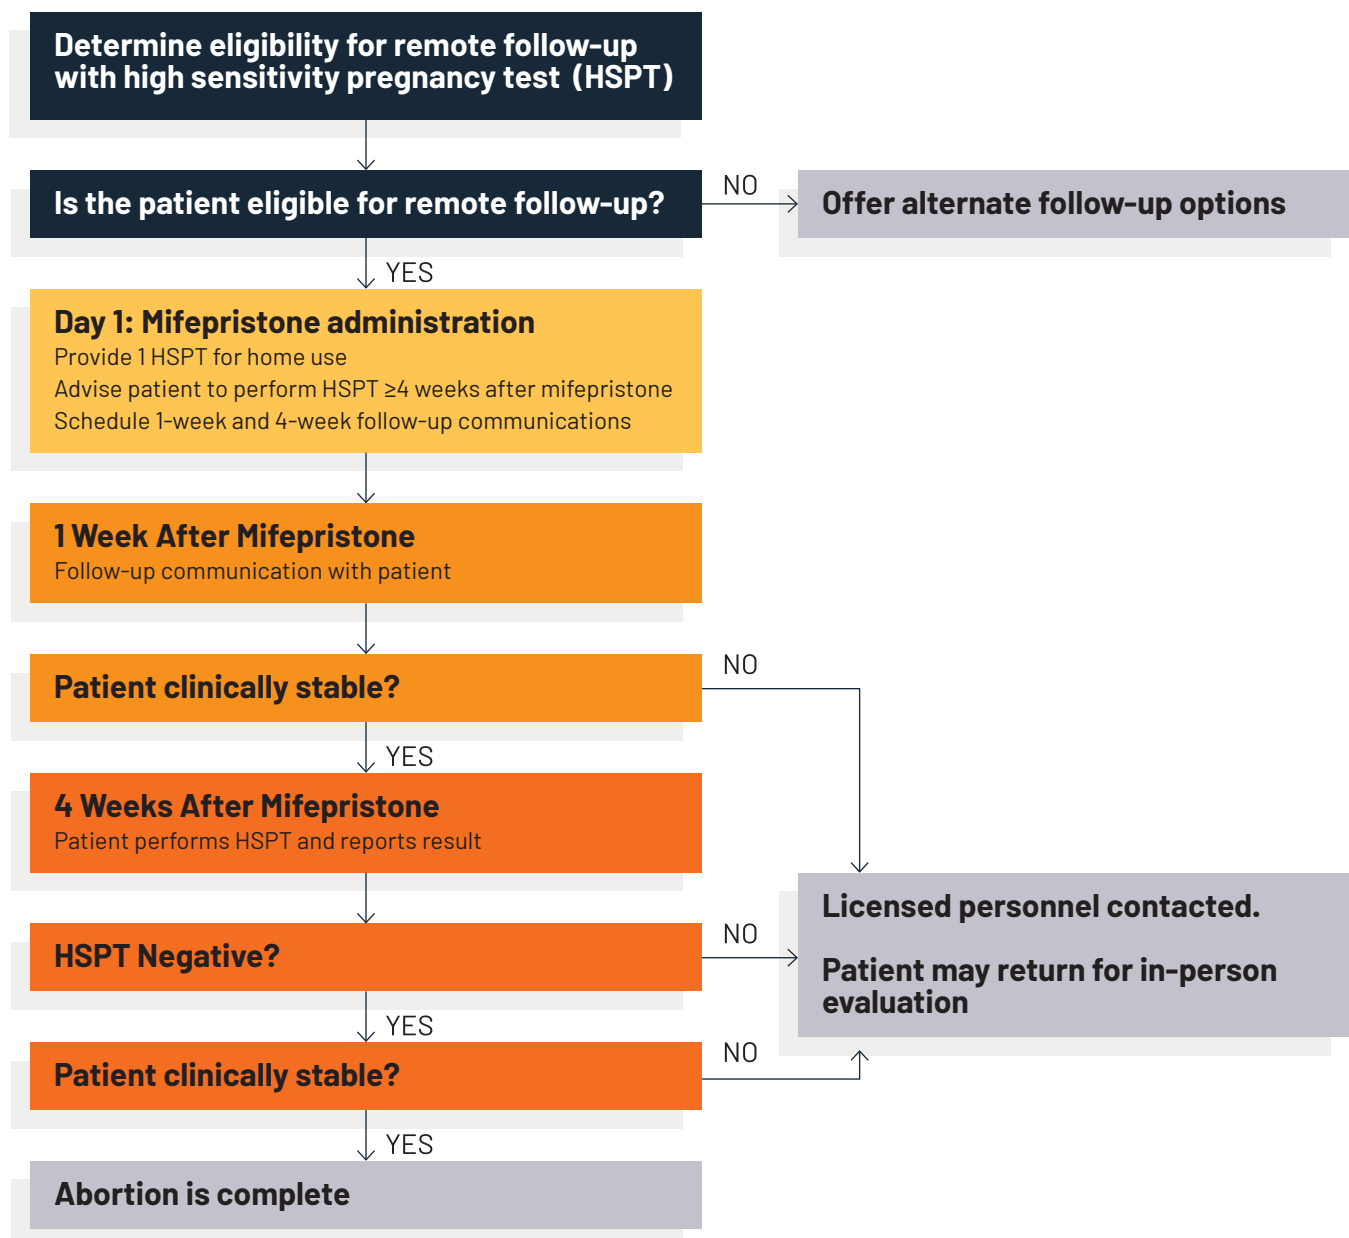 Determine eligibility for remote follow-up
with high sensitivity pregnancy test (HSPT)
Is the patient eligible for remote follow-up?
NO
Offer alternate follow-up options
YES
Day 1: Mifepristone administration
Provide 1 HSPT for home use
Advise patient to perform HSPT ≥4 weeks after mifepristone
Schedule 1-week and 4-week follow-up communications
1 Week After Mifepristone
Follow-up communication with patient
Patient clinically stable?
NO
YES
4 Weeks After Mifepristone
Patient performs HSPT and reports result
HSPT Negative?
NO
Licensed personnel contacted.
Patient may return for in-person
evaluation
YES
Patient clinically stable?
NO
YES
Abortion is complete